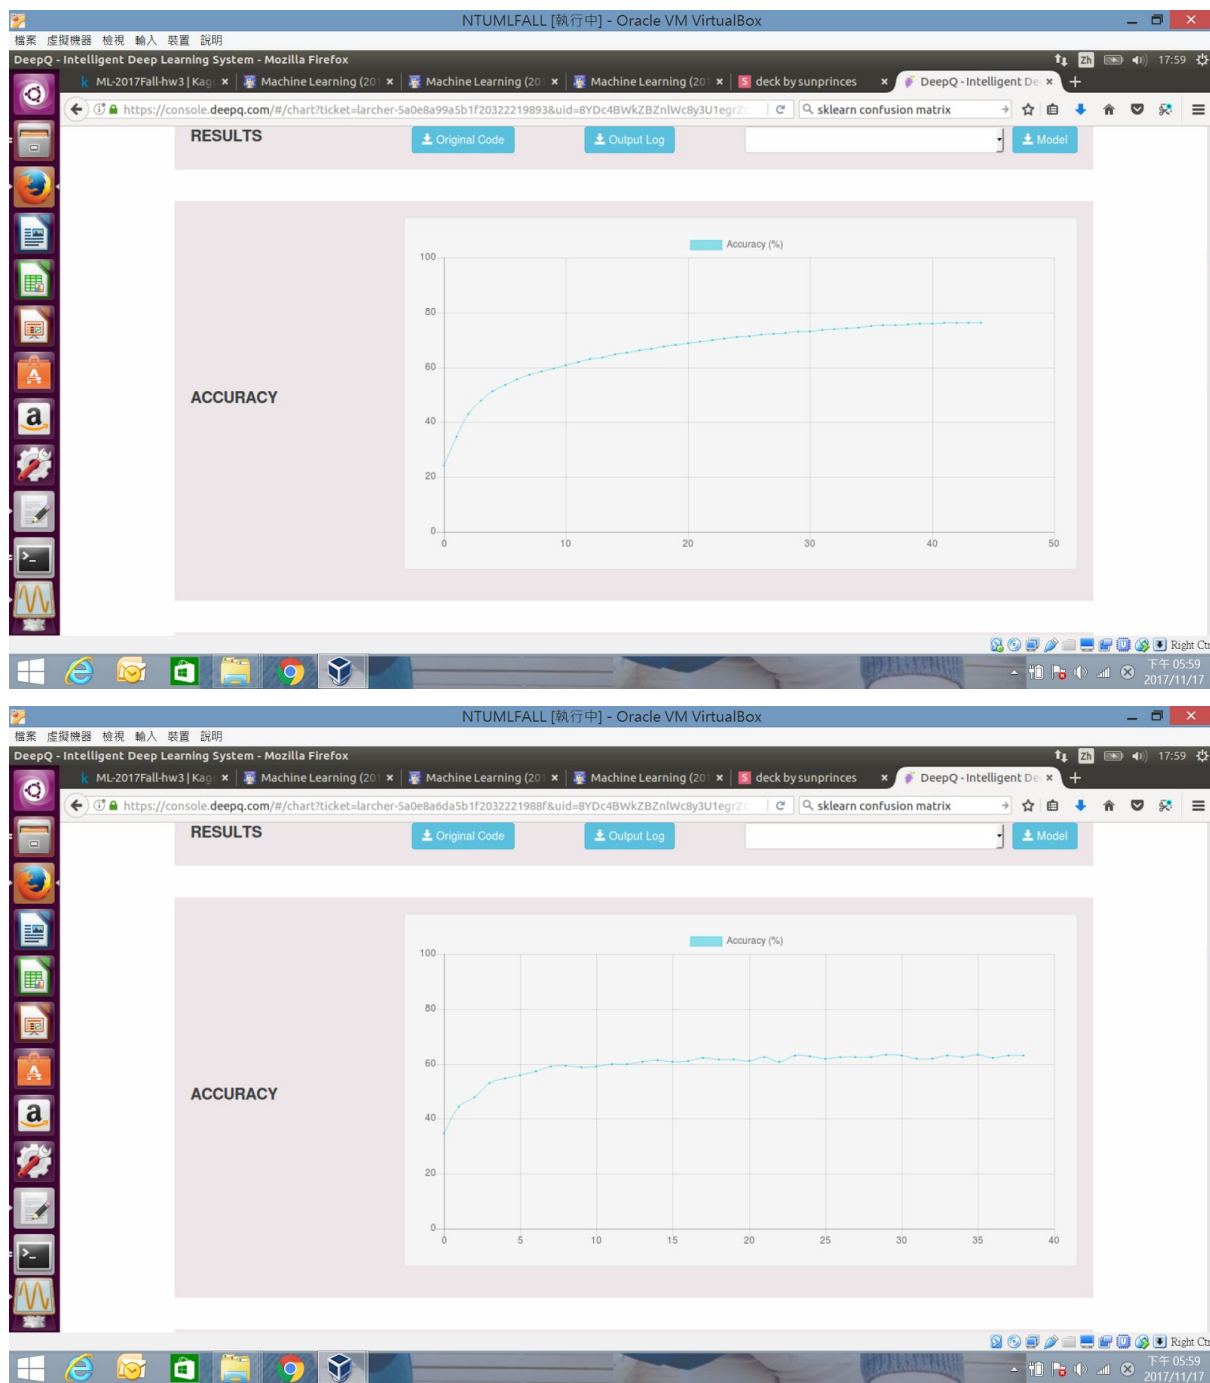 NTUMLFALL [執行中] - Oracle VM VirtualBox
檔案 虛擬機器 檢視 輸入 裝置 說明
DeepQ - Intelligent Deep Learning System - Mozilla Firefox
Zh 17:59
ML-2017Fall-hw3 | Kag Machine Learning (201 Machine Learning (201 Machine Learning (201 deck by sunprinces DeepQ - Intelligent De
https://console.deepq.com/#/chart?ticket=larcher-5a0e8a99a5b1f20322219893&uid=8YDc4BWkZBZnlWc8y3U1egrZ sklearn confusion matrix
RESULTS Original Code Output Log Model
Accuracy (%)
100
80
60
ACCURACY
40
20
0
0 10 20 30 40 50
Right Ctrl
下午 05:59
2017/11/17
NTUMLFALL [執行中] - Oracle VM VirtualBox
檔案 虛擬機器 檢視 輸入 裝置 說明
DeepQ - Intelligent Deep Learning System - Mozilla Firefox
Zh 17:59
ML-2017Fall-hw3 | Kag Machine Learning (201 Machine Learning (201 Machine Learning (201 deck by sunprinces DeepQ - Intelligent De
https://console.deepq.com/#/chart?ticket=larcher-5a0e8a6da5b1f2032221988f&uid=8YDc4BWkZBZnlWc8y3U1egrZ sklearn confusion matrix
RESULTS Original Code Output Log Model
Accuracy (%)
100
80
60
ACCURACY
40
20
0
0 5 10 15 20 25 30 35 40
Right Ctrl
下午 05:59
2017/11/17